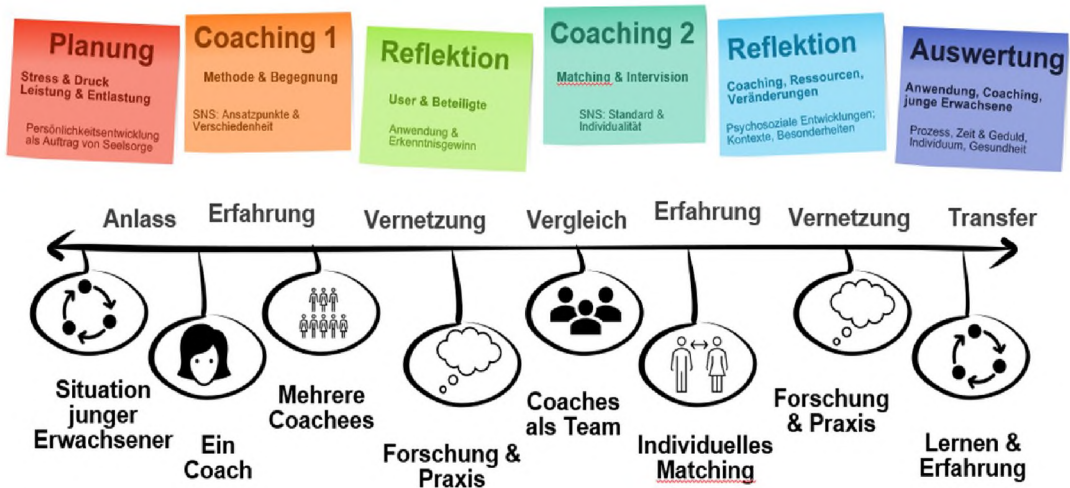 Planung
Stress & Druck
Leistung & Entlastung
Persönlichkeitsentwicklung
als Auftrag von Seelsorge
Coaching 1
Methode & Begegnung
SNS: Ansatzpunkte &
Verschiedenheit
Reflektion
User & Beteiligte
Anwendung &
Erkenntnisgewinn
Coaching 2
Matching & Intervision
SNS: Standard &
Individualität
Reflektion
Coaching, Ressourcen,
Veränderungen
Psychosoziale Entwicklungen;
Kontexte, Besonderheiten
Auswertung
Anwendung, Coaching,
junge Erwachsene
Prozess, Zeit & Geduld,
Individuum, Gesundheit
Anlass
Erfahrung
Vernetzung
Vergleich
Erfahrung
Vernetzung
Transfer
Situation
junger
Erwachsener
Ein
Coach
Mehrere
Coachees
Forschung &
Praxis
Coaches
als Team
Individuelles
Matching
Forschung
& Praxis
Lernen &
Erfahrung